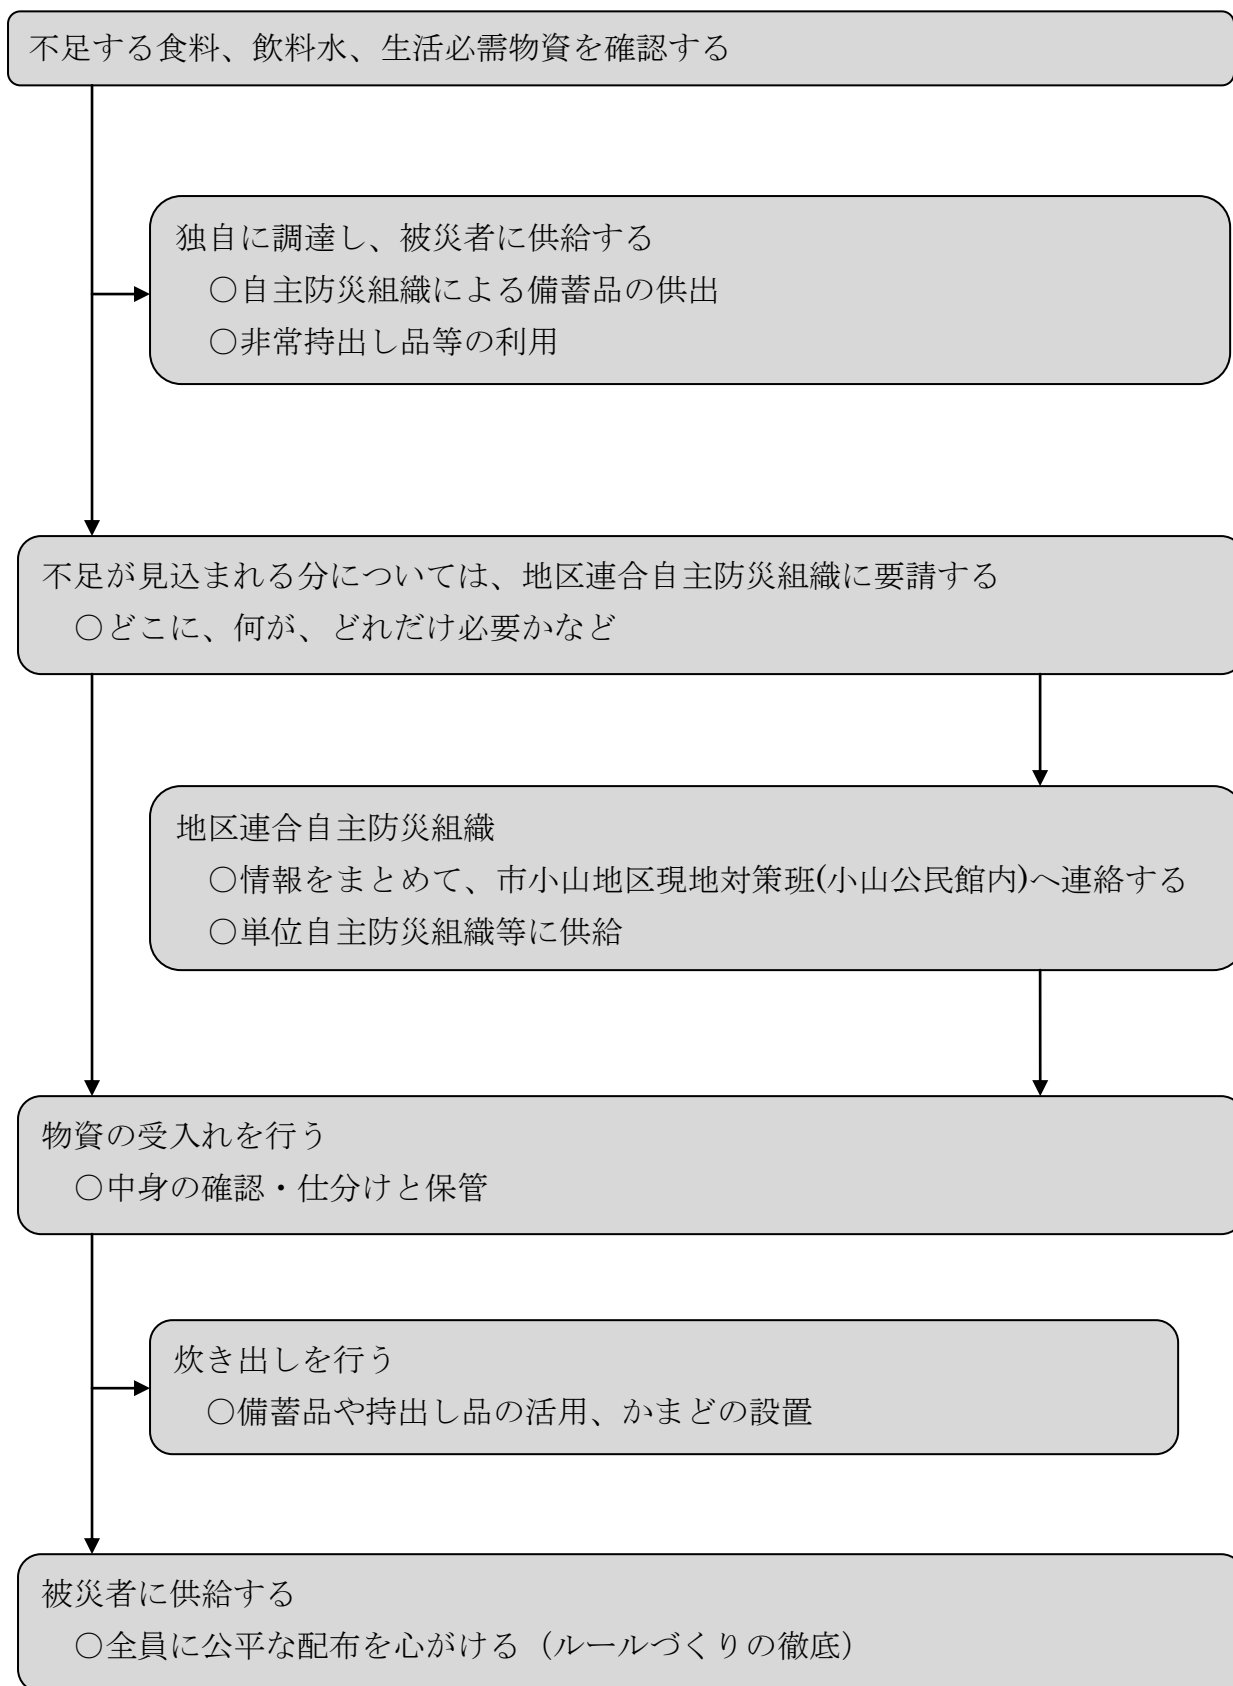 不足する食料、飲料水、生活必需物資を確認する
独自に調達し、被災者に供給する
○自主防災組織による備蓄品の供出
○非常持出し品等の利用
不足が見込まれる分については、地区連合自主防災組織に要請する
○どこに、何が、どれだけ必要かなど
地区連合自主防災組織
○情報をまとめて、市小山地区現地対策班(小山公民館内)へ連絡する
○単位自主防災組織等に供給
物資の受入れを行う
○中身の確認・仕分けと保管
炊き出しを行う
○備蓄品や持出し品の活用、かまどの設置
被災者に供給する
○全員に公平な配布を心がける（ルールづくりの徹底）